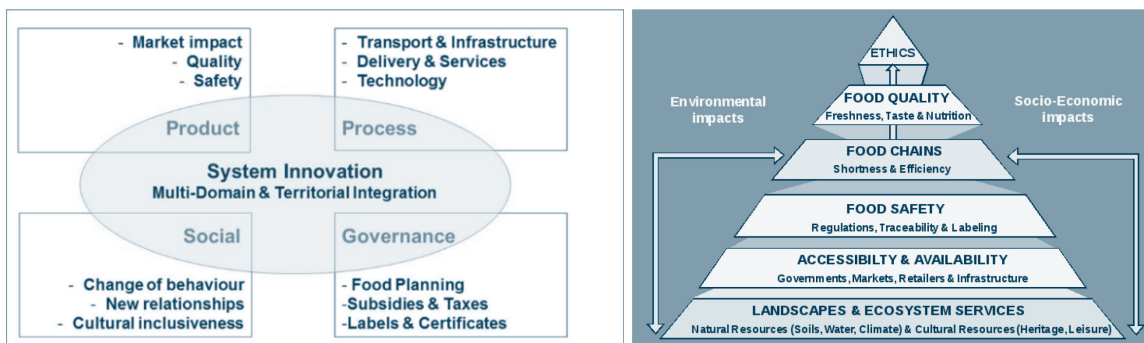 - Market impact
- Quality
- Safety
Product
- Transport & Infrastructure
- Delivery & Services
- Technology
Process
System Innovation
Multi-Domain & Territorial Integration
Social
- Change of behaviour
- New relationships
- Cultural inclusiveness
Governance
- Food Planning
-Subsidies & Taxes
-Labels & Certificates
ETHICS
FOOD QUALITY
Freshness, Taste & Nutrition
Environmental
impacts
Socio-Economic
impacts
FOOD CHAINS
Shortness & Efficiency
FOOD SAFETY
Regulations, Traceability & Labeling
ACCESSIBILTY & AVAILABILITY
Governments, Markets, Retailers & Infrastructure
LANDSCAPES & ECOSYSTEM SERVICES
Natural Resources (Soils, Water, Climate) & Cultural Resources (Heritage, Leisure)